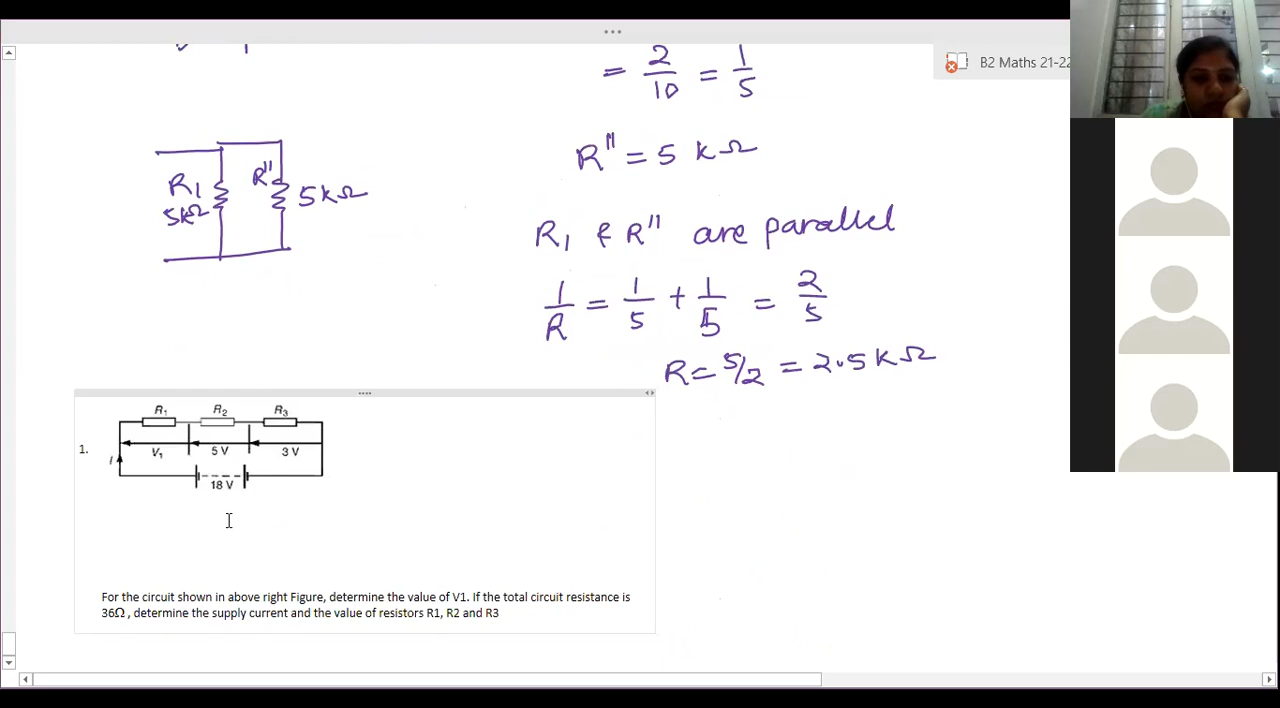 = 2/10 = 1/5
B2 Maths 21-22
R" = 5 kΩ
R1 R"
5kΩ 5kΩ
R1 & R" are parallel
1/R = 1/5 + 1/5 = 2/5
R = 5/2 = 2.5 kΩ
R1 R2 R3
1.
V1 5 V 3 V
I
18 V
For the circuit shown in above right Figure, determine the value of V1. If the total circuit resistance is
36Ω , determine the supply current and the value of resistors R1, R2 and R3